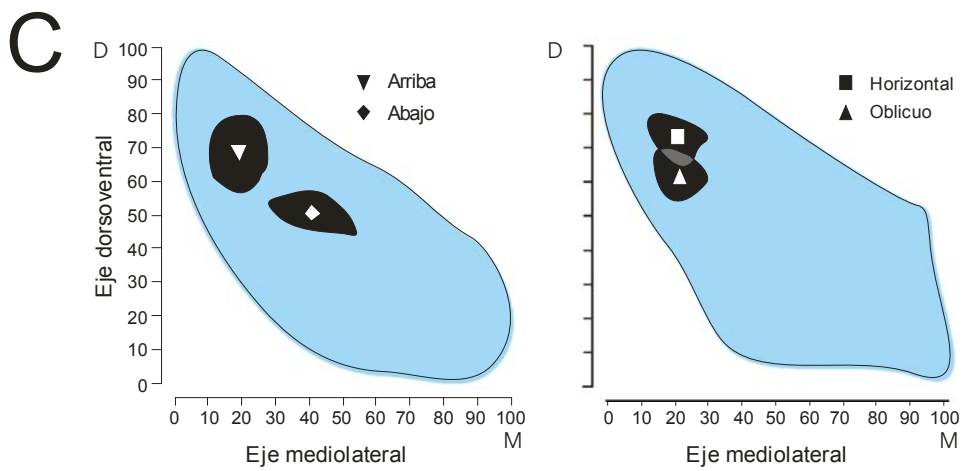 C
D
100
90
80
70
60
50
40
30
20
10
0
Eje dorsoventral
Arriba
Abajo
0 10 20 30 40 50 60 70 80 90 100
M
Eje mediolateral
D
Horizontal
Oblicuo
0 10 20 30 40 50 60 70 80 90 100
M
Eje mediolateral